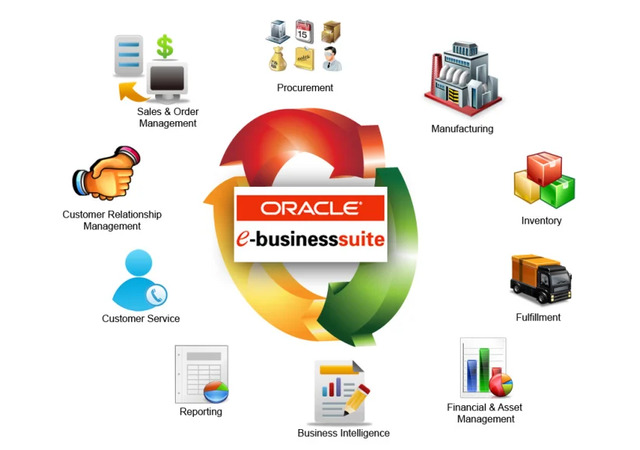 Procurement
15
Sales & Order
Management
Manufacturing
ORACLE®
e-businesssuite
Customer Relationship
Management
Inventory
Customer Service
Fulfillment
Reporting
Business Intelligence
Financial & Asset
Management